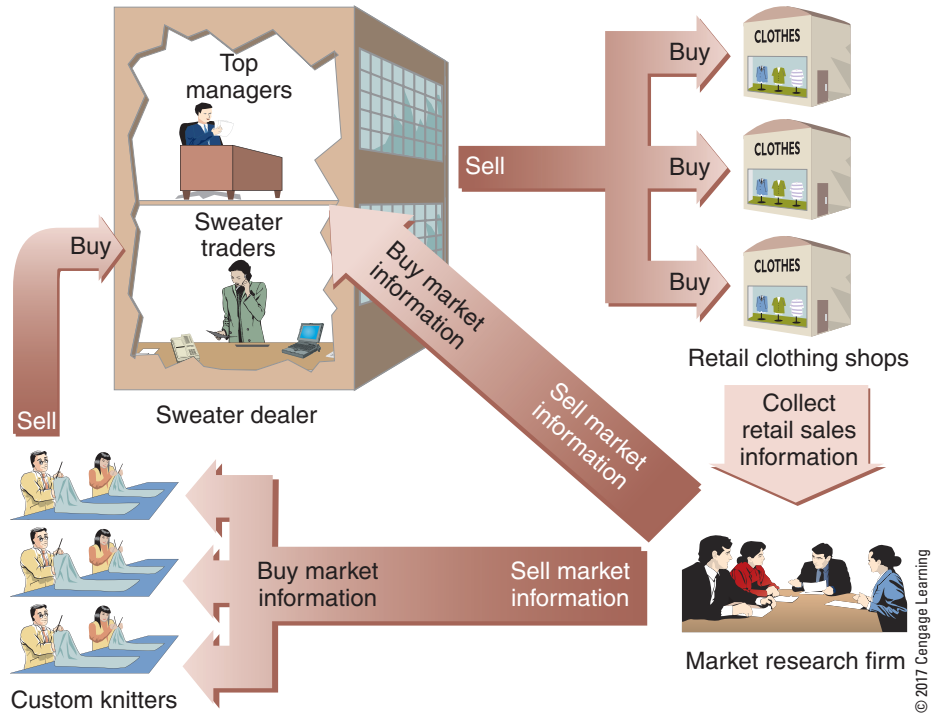 Top
managers
Sweater
traders
Buy
Sell
Sweater dealer
Sell
Buy
Buy
Buy
CLOTHES
CLOTHES
CLOTHES
Retail clothing shops
Buy market
information
Sell market
information
Collect
retail sales
information
Market research firm
Buy market
information
Sell market
information
Custom knitters
© 2017 Cengage Learning